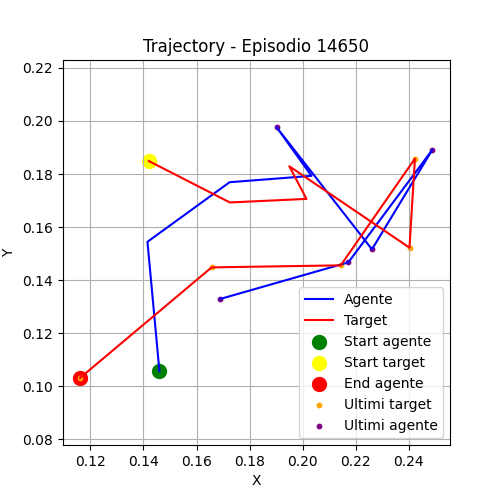 Trajectory - Episodio 14650
0.22
0.20
0.18
0.16
0.14
0.12
0.10
0.08
Y
Agente
Target
Start agente
Start target
End agente
Ultimi target
Ultimi agente
0.12 0.14 0.16 0.18 0.20 0.22 0.24
X